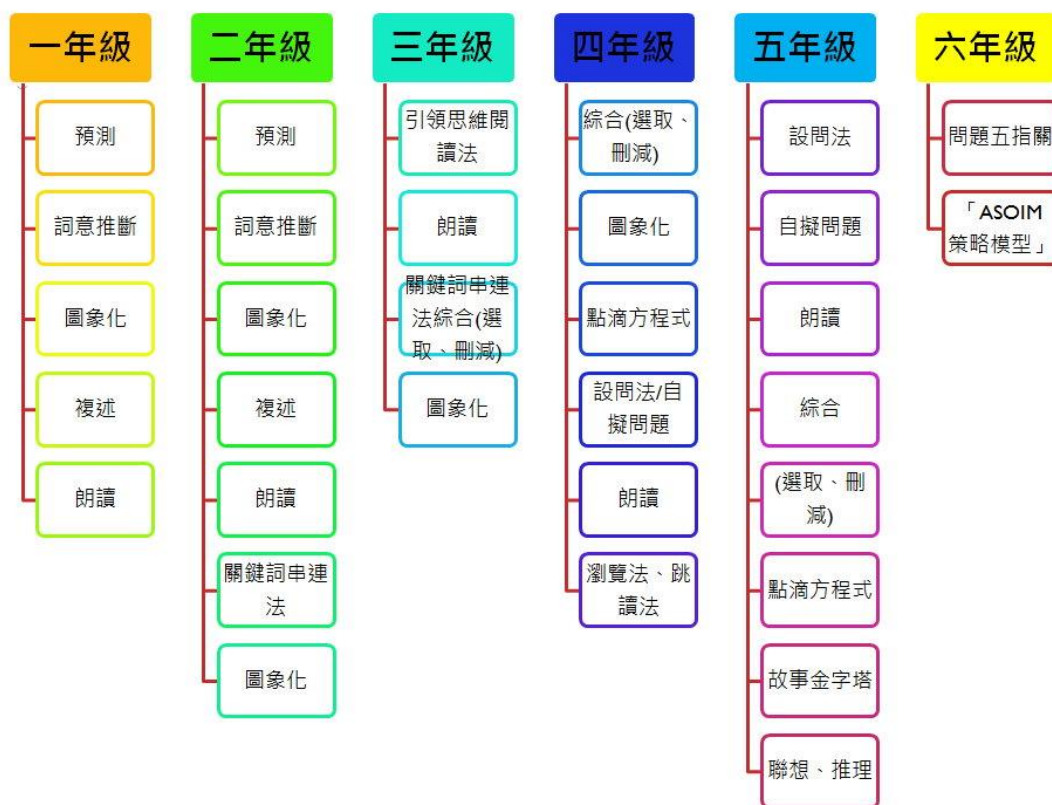 一年級
預測
詞意推斷
圖象化
複述
朗讀
二年級
預測
詞意推斷
圖象化
複述
朗讀
關鍵詞串連
法
圖象化
三年級
引領思維閱
讀法
朗讀
關鍵詞串連
法綜合(選
取、刪減)
圖象化
四年級
綜合(選取、
刪減)
圖象化
點滴方程式
設問法/自
擬問題
朗讀
瀏覽法、跳
讀法
五年級
設問法
自擬問題
朗讀
綜合
(選取、刪
減)
點滴方程式
故事金字塔
聯想、推理
六年級
問題五指關
「ASOIM
策略模型」